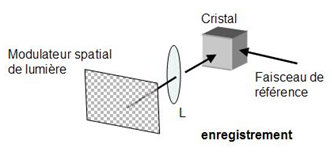 Cristal
Modulateur spatial
de lumière
Faisceau de
référence
L
enregistrement